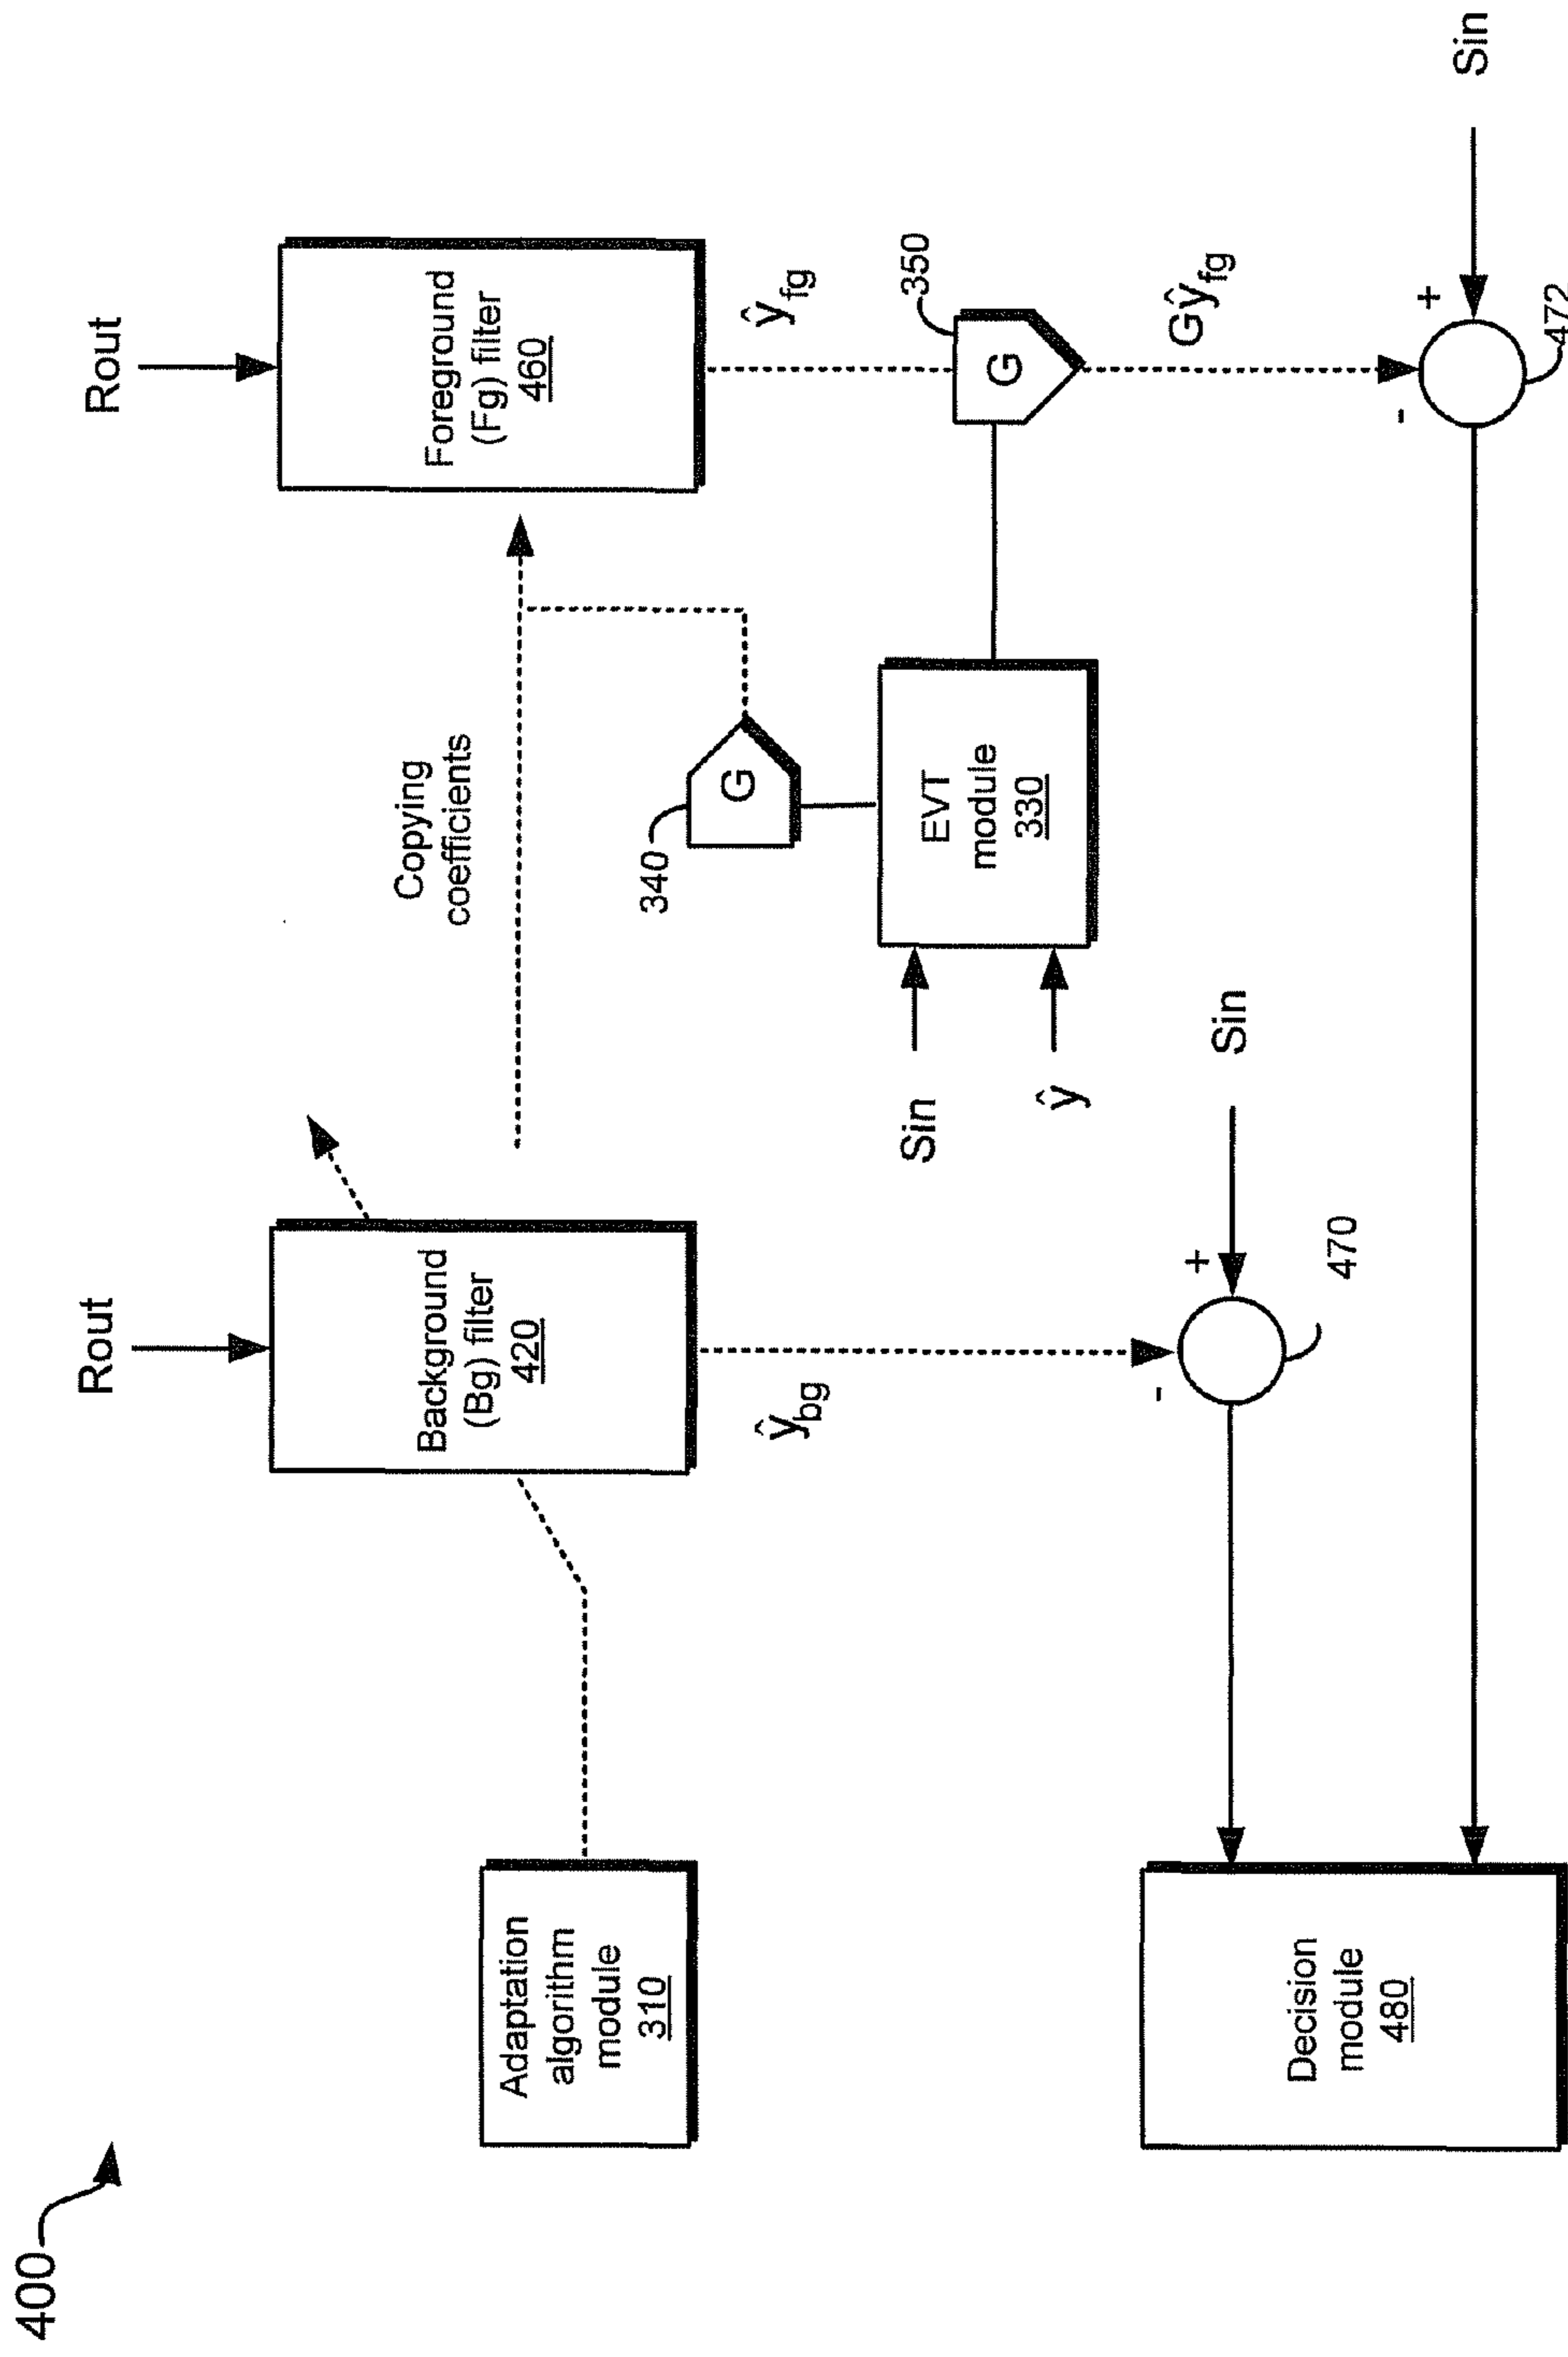 400
Rout
Rout
Background
(Bg) filter
420
Copying
coefficients
Foreground
(Fg) filter
460
Adaptation
algorithm
module
310
ŷbg
ŷfg
340
G
350
G
EVT
module
330
Sin
ŷ
Gŷfg
Sin
+
-
470
Sin
+
-
472
Decision
module
480